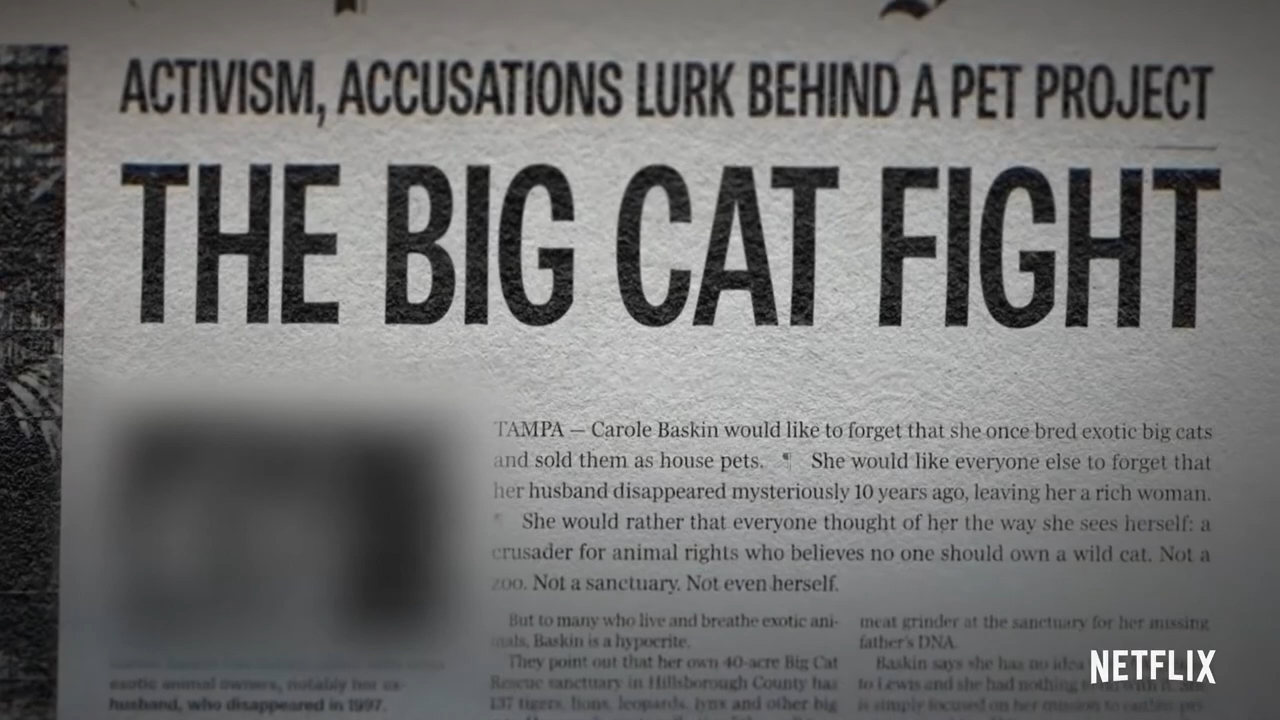 ACTIVISM, ACCUSATIONS LURK BEHIND A PET PROJECT
THE BIG CAT FIGHT
TAMPA — Carole Baskin would like to forget that she once bred exotic big cats
and sold them as house pets. ¶ She would like everyone else to forget that
her husband disappeared mysteriously 10 years ago, leaving her a rich woman.
¶ She would rather that everyone thought of her the way she sees herself: a
crusader for animal rights who believes no one should own a wild cat. Not a
zoo. Not a sanctuary. Not even herself.
But to many who live and breathe exotic ani-
mals, Baskin is a hypocrite.
They point out that her own 40-acre Big Cat
Rescue sanctuary in Hillsborough County has
137 tigers, lions, leopards, lynx and other big
meat grinder at the sanctuary for her missing
father's DNA.
Baskin says she has no idea
to Lewis and she had nothing to do with it.
is simply focused on her mission to
exotic animal owners, notably her ex-
husband, who disappeared in 1997.
NETFLIX